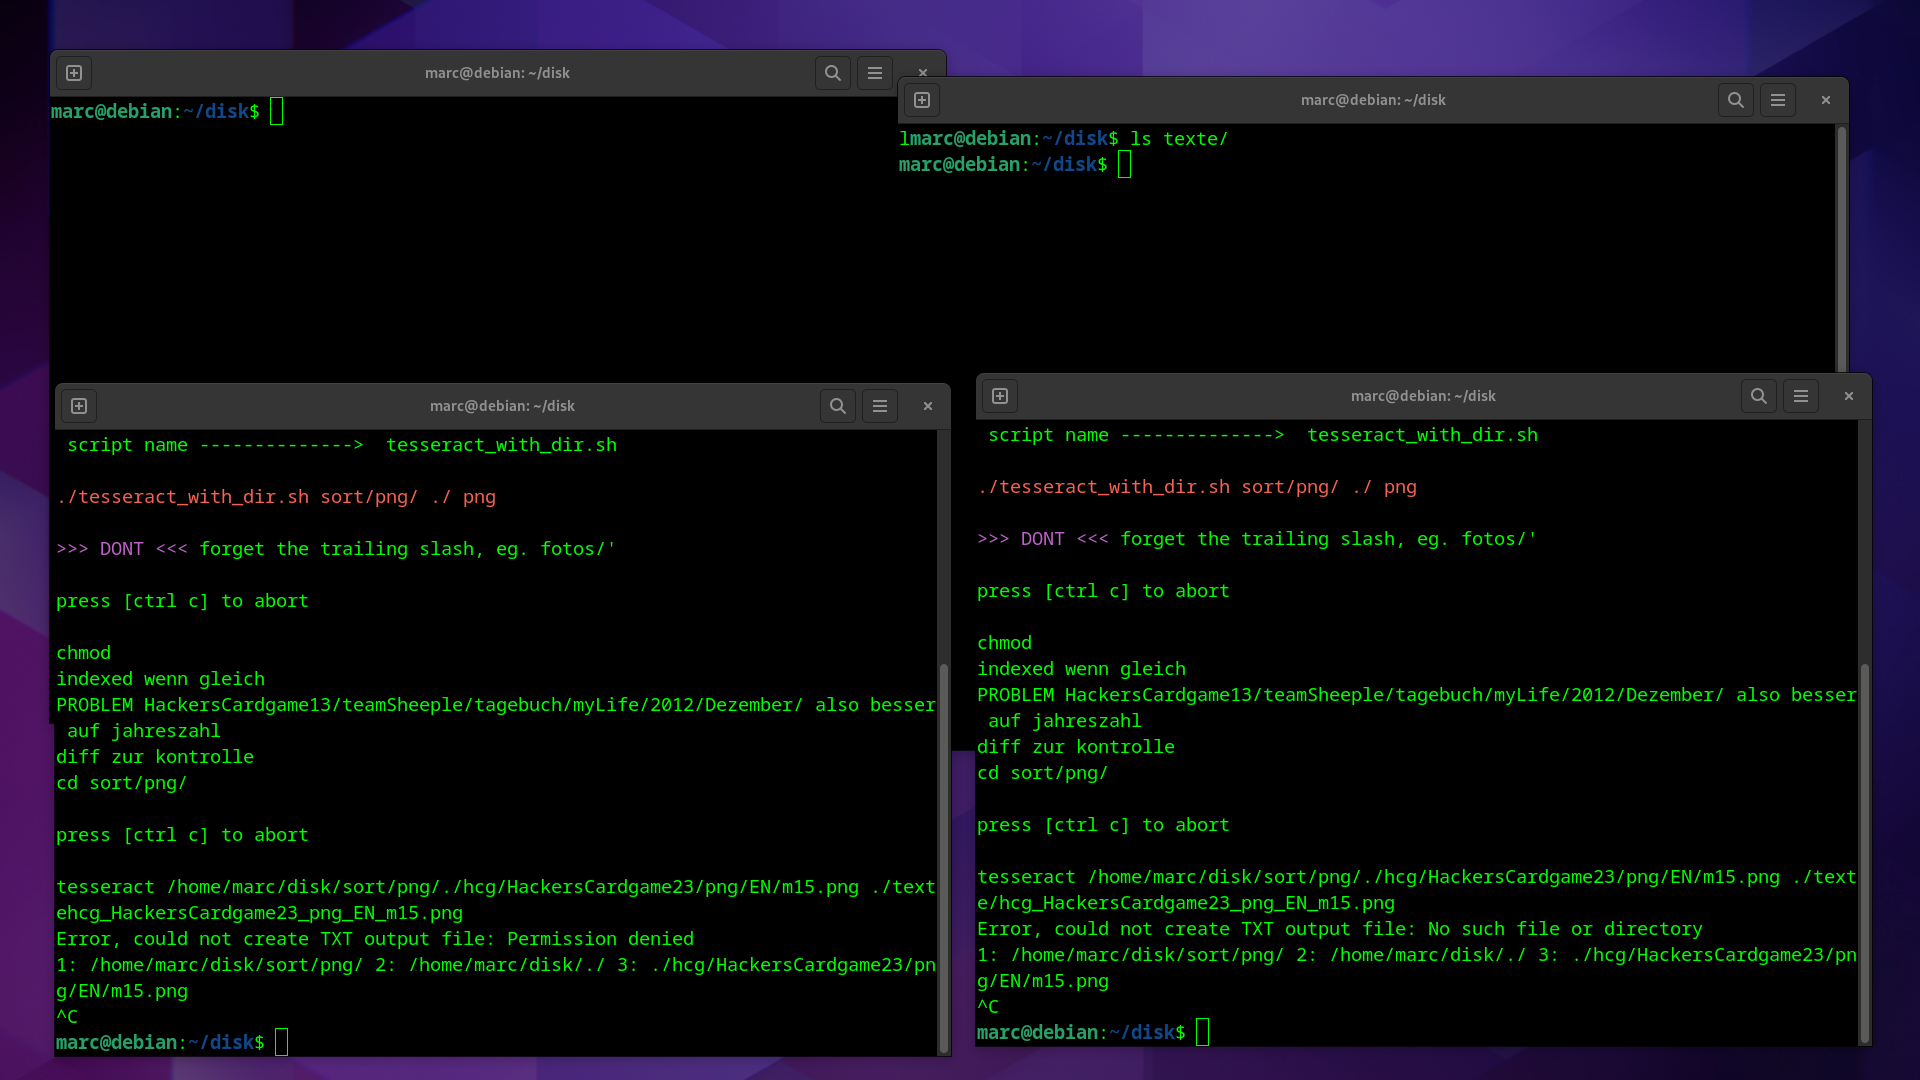 marc@debian: ~/disk
marc@debian:~/disk$
marc@debian: ~/disk
lmarc@debian:~/disk$ ls texte/
marc@debian:~/disk$
marc@debian: ~/disk
script name -------------->  tesseract_with_dir.sh
./tesseract_with_dir.sh sort/png/ ./ png
>>> DONT <<< forget the trailing slash, eg. fotos/'
press [ctrl c] to abort
chmod
indexed wenn gleich
PROBLEM HackersCardgame13/teamSheeple/tagebuch/myLife/2012/Dezember/ also besser
auf jahreszahl
diff zur kontrolle
cd sort/png/
press [ctrl c] to abort
tesseract /home/marc/disk/sort/png/./hcg/HackersCardgame23/png/EN/m15.png ./text
ehcg_HackersCardgame23_png_EN_m15.png
Error, could not create TXT output file: Permission denied
1: /home/marc/disk/sort/png/ 2: /home/marc/disk/./ 3: ./hcg/HackersCardgame23/pn
g/EN/m15.png
^C
marc@debian:~/disk$
marc@debian: ~/disk
script name -------------->  tesseract_with_dir.sh
./tesseract_with_dir.sh sort/png/ ./ png
>>> DONT <<< forget the trailing slash, eg. fotos/'
press [ctrl c] to abort
chmod
indexed wenn gleich
PROBLEM HackersCardgame13/teamSheeple/tagebuch/myLife/2012/Dezember/ also besser
auf jahreszahl
diff zur kontrolle
cd sort/png/
press [ctrl c] to abort
tesseract /home/marc/disk/sort/png/./hcg/HackersCardgame23/png/EN/m15.png ./text
e/hcg_HackersCardgame23_png_EN_m15.png
Error, could not create TXT output file: No such file or directory
1: /home/marc/disk/sort/png/ 2: /home/marc/disk/./ 3: ./hcg/HackersCardgame23/pn
g/EN/m15.png
^C
marc@debian:~/disk$